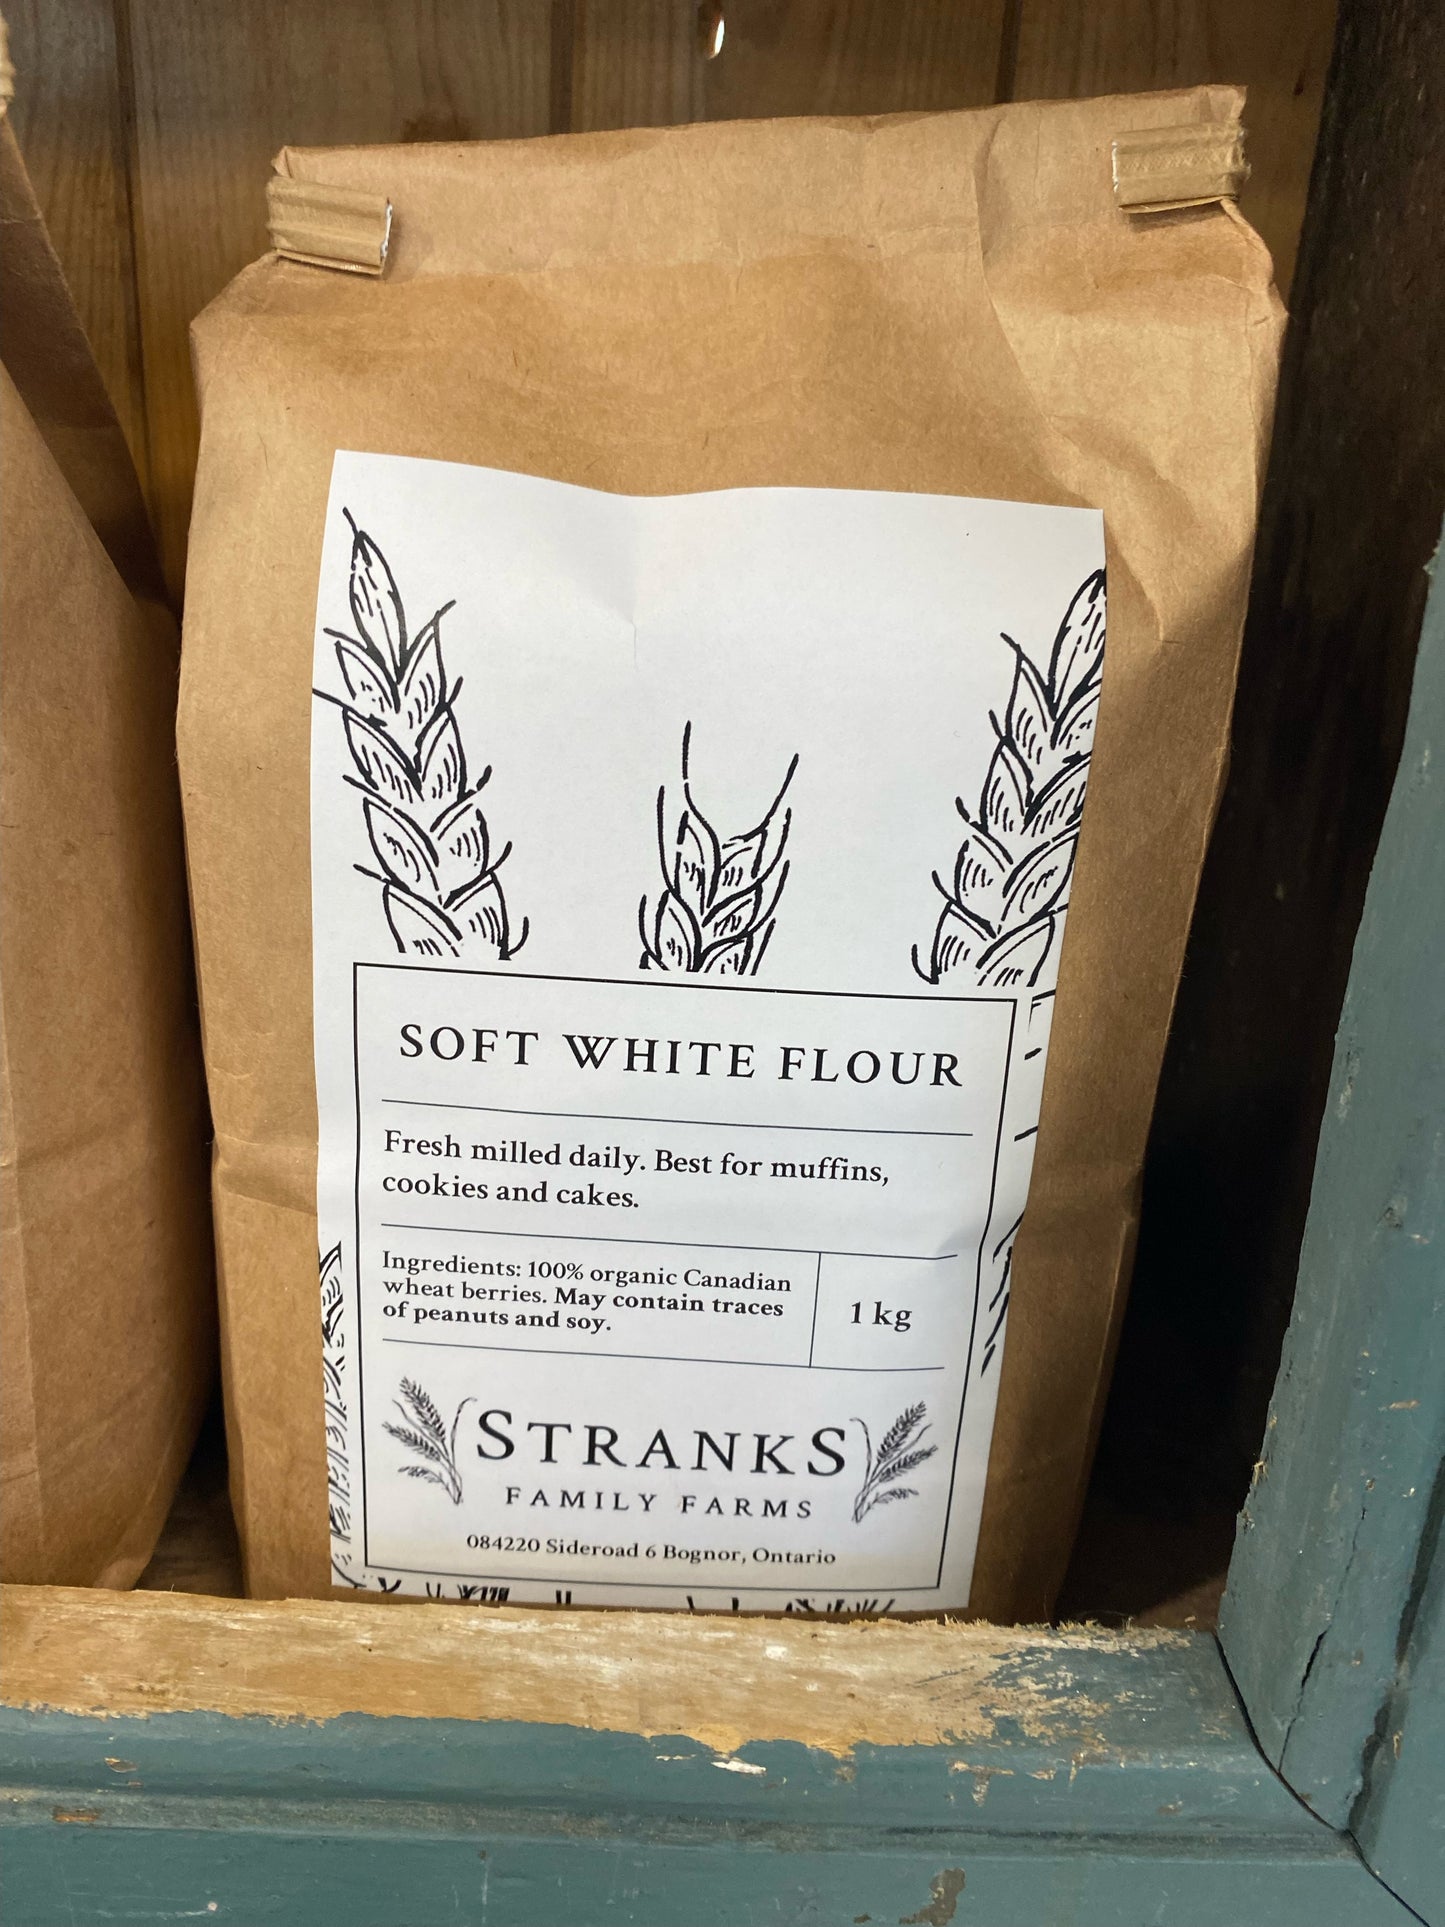 SOFT WHITE FLOUR
Fresh milled daily. Best for muffins,
cookies and cakes.
Ingredients: 100% organic Canadian
wheat berries. May contain traces
of peanuts and soy.
1 kg
STRANKS
FAMILY FARMS
084220 Sideroad 6 Bognor, Ontario